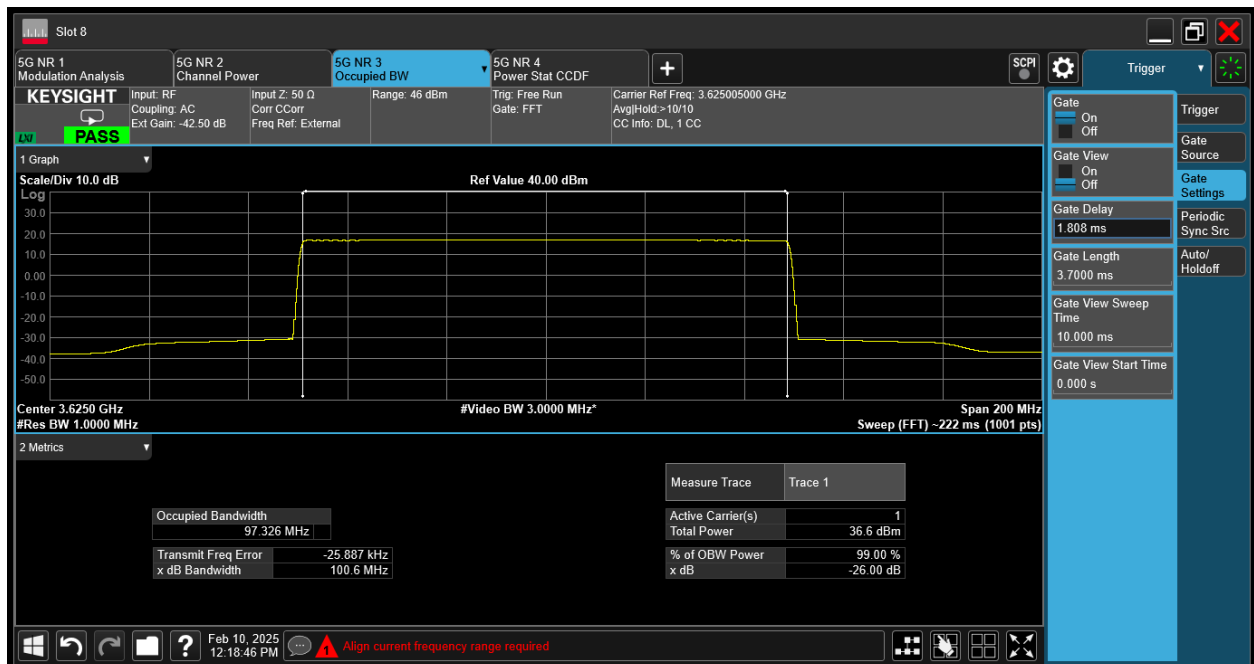 Slot 8
5G NR 1
Modulation Analysis
5G NR 2
Channel Power
5G NR 3
Occupied BW
5G NR 4
Power Stat CCDF
SCPI
Trigger
KEYSIGHT
LXI
PASS
Input: RF
Coupling: AC
Ext Gain: -42.50 dB
Input Z: 50 Ω
Corr CCorr
Freq Ref: External
Range: 46 dBm
Trig: Free Run
Gate: FFT
Carrier Ref Freq: 3.625005000 GHz
Avg|Hold:>10/10
CC Info: DL, 1 CC
1 Graph
Scale/Div 10.0 dB
Ref Value 40.00 dBm
Log
30.0
20.0
10.0
0.00
-10.0
-20.0
-30.0
-40.0
-50.0
Center 3.6250 GHz
#Video BW 3.0000 MHz*
Span 200 MHz
#Res BW 1.0000 MHz
Sweep (FFT) ~222 ms (1001 pts)
2 Metrics
Measure Trace Trace 1
Occupied Bandwidth
97.326 MHz
Active Carrier(s) 1
Total Power 36.6 dBm
Transmit Freq Error -25.887 kHz
x dB Bandwidth 100.6 MHz
% of OBW Power 99.00 %
x dB -26.00 dB
Gate
On
Off
Gate View
On
Off
Gate Delay
1.808 ms
Gate Length
3.7000 ms
Gate View Sweep
Time
10.000 ms
Gate View Start Time
0.000 s
Trigger
Gate
Source
Gate
Settings
Periodic
Sync Src
Auto/
Holdoff
?
Feb 10, 2025
12:18:46 PM
1
Align current frequency range required